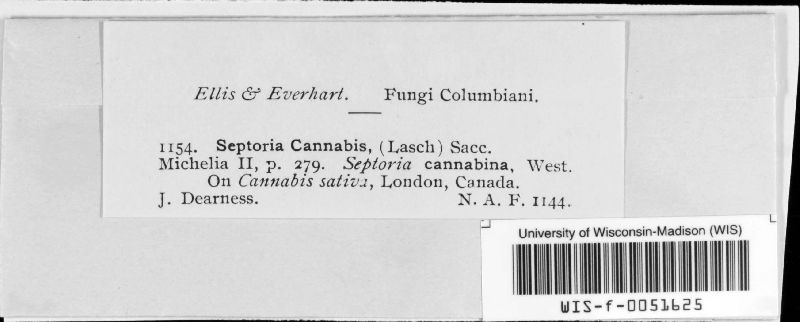 Ellis & Everhart. Fungi Columbiani.
1154. Septoria Cannabis, (Lasch) Sacc.
Michelia II, p. 279. Septoria cannabina, West.
On Cannabis sativa, London, Canada.
J. Dearness. N. A. F. 1144.
University of Wisconsin-Madison (WIS)
WIS-f-0051625